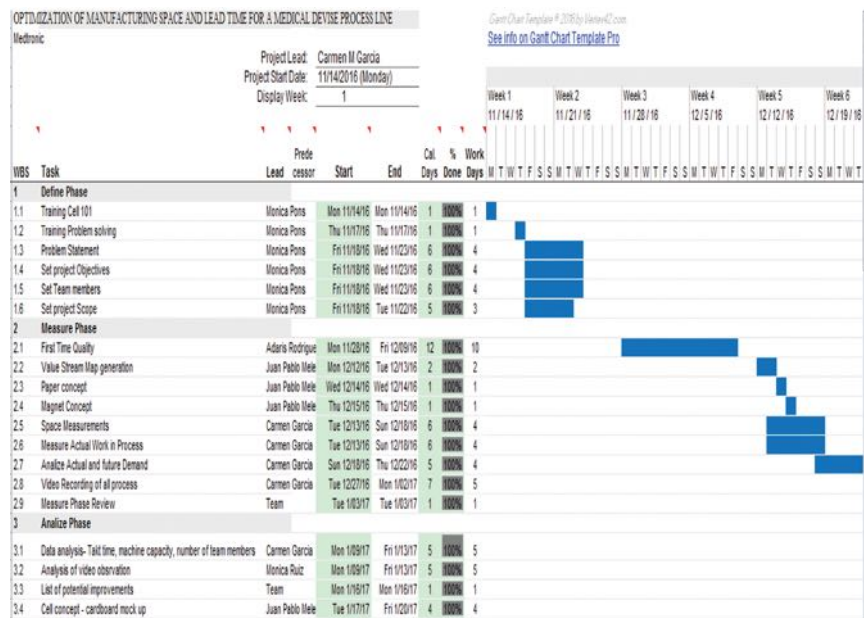 OPTIMIZATION OF MANUFACTURING SPACE AND LEAD TIME FOR A MEDICAL DEVISE PROCESS LINE
Gantt Chart Template © 2016 by Vertex42.com.
Medtronic
See info on Gantt Chart Template Pro
Project Lead: Carmen M Garcia
Project Start Date: 11/14/2016 (Monday)
Display Week: 1
Week 1 Week 2 Week 3 Week 4 Week 5 Week 6
11 / 14 / 16 11 / 21 / 16 11 / 28 / 16 12 / 5 / 16 12 / 12 / 16 12 / 19 / 16
WBS Task Lead Predecessor Start End Cal. Days % Done Work Days M T W T F S S M T W T F S S M T W T F S S M T W T F S S M T W T F S S M T W T
1 Define Phase
1.1 Training Cell 101 Monica Pons Mon 11/14/16 Mon 11/14/16 1 100% 1
1.2 Training Problem solving Monica Pons Thu 11/17/16 Thu 11/17/16 1 100% 1
1.3 Problem Statement Monica Pons Fri 11/18/16 Wed 11/23/16 6 100% 4
1.4 Set project Objectives Monica Pons Fri 11/18/16 Wed 11/23/16 6 100% 4
1.5 Set Team members Monica Pons Fri 11/18/16 Wed 11/23/16 6 100% 4
1.6 Set project Scope Monica Pons Fri 11/18/16 Tue 11/22/16 5 100% 3
2 Measure Phase
2.1 First Time Quality Adaris Rodrigue Mon 11/28/16 Fri 12/09/16 12 100% 10
2.2 Value Stream Map generation Juan Pablo Mele Mon 12/12/16 Tue 12/13/16 2 100% 2
2.3 Paper concept Juan Pablo Mele Wed 12/14/16 Wed 12/14/16 1 100% 1
2.4 Magnet Concept Juan Pablo Mele Thu 12/15/16 Thu 12/15/16 1 100% 1
2.5 Space Measurements Carmen Garcia Tue 12/13/16 Sun 12/18/16 6 100% 4
2.6 Measure Actual Work in Process Carmen Garcia Tue 12/13/16 Sun 12/18/16 6 100% 4
2.7 Analize Actual and future Demand Carmen Garcia Sun 12/18/16 Thu 12/22/16 5 100% 4
2.8 Video Recording of all process Carmen Garcia Tue 12/27/16 Mon 1/02/17 7 100% 5
2.9 Measure Phase Review Team Tue 1/03/17 Tue 1/03/17 1 100% 1
3 Analize Phase
3.1 Data analysis- Takt time, machine capacity, number of team members Carmen Garcia Mon 1/09/17 Fri 1/13/17 5 100% 5
3.2 Analysis of video obsrvation Monica Ruiz Mon 1/09/17 Fri 1/13/17 5 100% 5
3.3 List of potential improvements Team Mon 1/16/17 Mon 1/16/17 1 100% 1
3.4 Cell concept - cardboard mock up Juan Pablo Mele Tue 1/17/17 Fri 1/20/17 4 100% 4